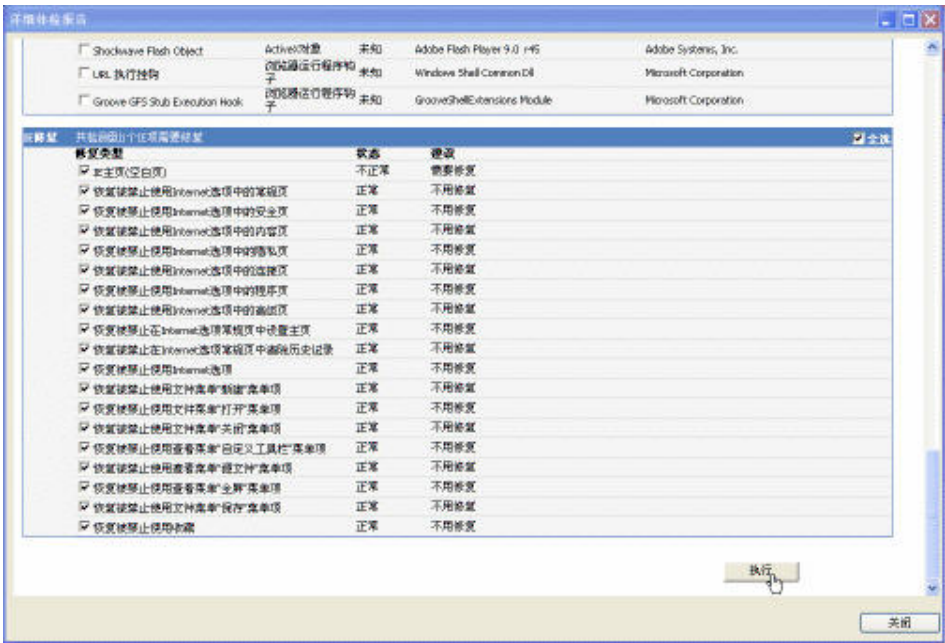 详细体检报告
Shockwave Flash Object ActiveX对象 未知 Adobe Flash Player 9.0 r45 Adobe Systems, Inc.
URL 执行挂钩 浏览器运行程序钩子 未知 Windows Shell Common Dll Microsoft Corporation
Groove GFS Stub Execution Hook 浏览器运行程序钩子 未知 GrooveShellExtensions Module Microsoft Corporation
修复 全选
修复类型 状态 建议
IE主页(空白页) 不正常 需要修复
恢复被禁止使用Internet选项中的常规页 正常 不用修复
恢复被禁止使用Internet选项中的安全页 正常 不用修复
恢复被禁止使用Internet选项中的内容页 正常 不用修复
恢复被禁止使用Internet选项中的隐私页 正常 不用修复
恢复被禁止使用Internet选项中的连接页 正常 不用修复
恢复被禁止使用Internet选项中的程序页 正常 不用修复
恢复被禁止使用Internet选项中的高级页 正常 不用修复
恢复被禁止在Internet选项常规页中设置主页 正常 不用修复
恢复被禁止在Internet选项常规页中清除历史记录 正常 不用修复
恢复被禁止使用Internet选项 正常 不用修复
恢复被禁止使用文件菜单"新建"菜单项 正常 不用修复
恢复被禁止使用文件菜单"打开"菜单项 正常 不用修复
恢复被禁止使用文件菜单"关闭"菜单项 正常 不用修复
恢复被禁止使用查看菜单"自定义工具栏"菜单项 正常 不用修复
恢复被禁止使用查看菜单"源文件"菜单项 正常 不用修复
恢复被禁止使用查看菜单"全屏"菜单项 正常 不用修复
恢复被禁止使用文件菜单"保存"菜单项 正常 不用修复
恢复被禁止使用收藏 正常 不用修复
执行
关闭